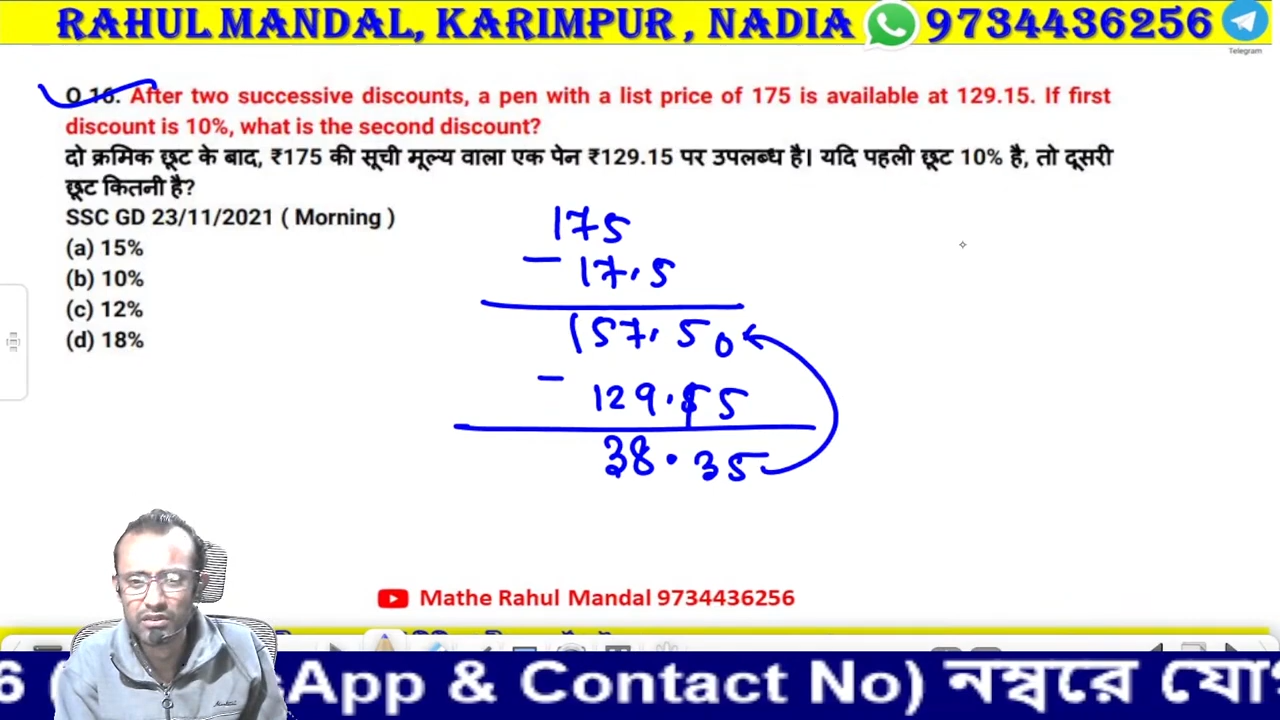 RAHUL MANDAL, KARIMPUR , NADIA 9734436256
Telegram
Q.16. After two successive discounts, a pen with a list price of 175 is available at 129.15. If first
discount is 10%, what is the second discount?
दो क्रमिक छूट के बाद, ₹175 की सूची मूल्य वाला एक पेन ₹129.15 पर उपलब्ध है। यदि पहली छूट 10% है, तो दूसरी
छूट कितनी है?
SSC GD 23/11/2021 ( Morning )
(a) 15%
(b) 10%
(c) 12%
(d) 18%
175
- 17.5
157.50
- 129.15
38.35
Mathe Rahul Mandal 9734436256
6 ( sApp & Contact No) নম্বরে যো